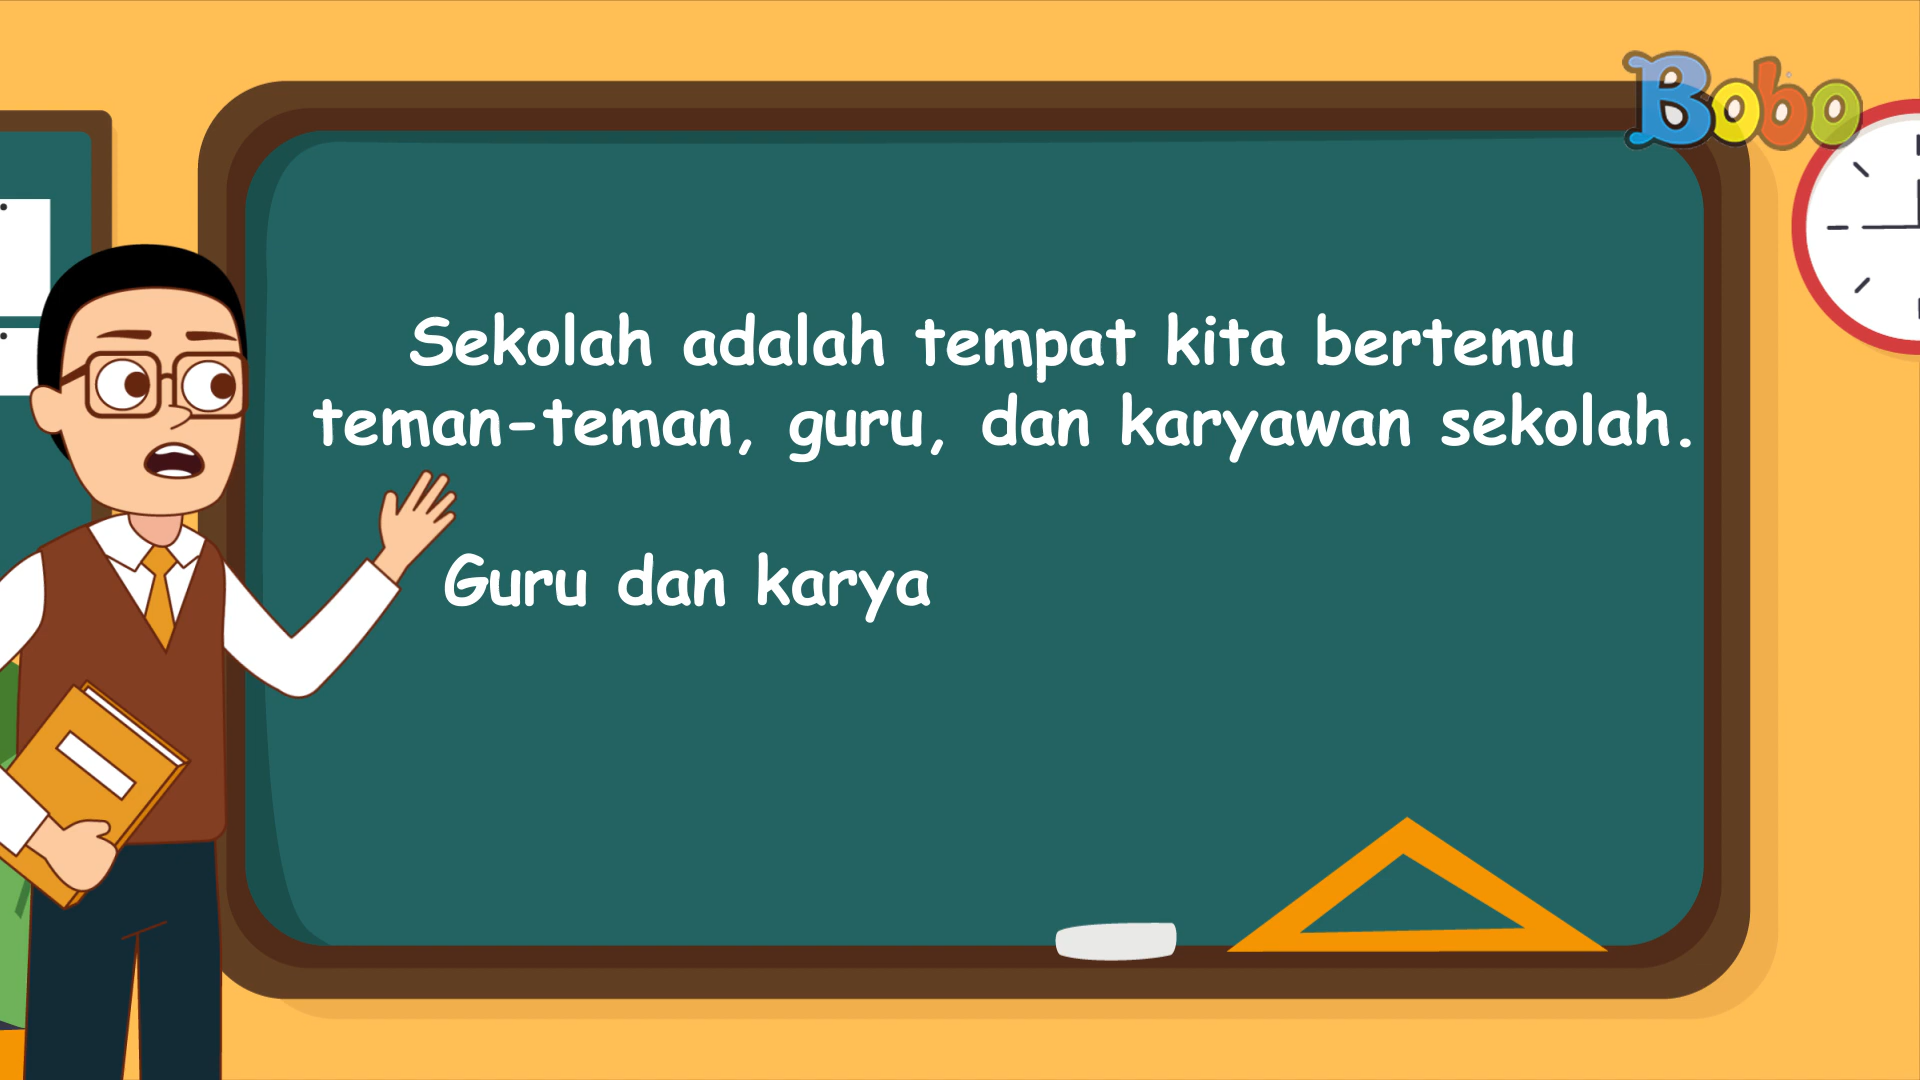 Bobo
Sekolah adalah tempat kita bertemu
teman-teman, guru, dan karyawan sekolah.
Guru dan karya